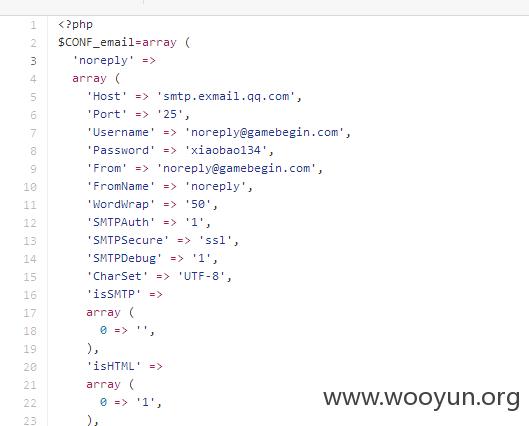 1 <?php
2 $CONF_email=array (
3 'noreply' =>
4 array (
5 'Host' => 'smtp.exmail.qq.com',
6 'Port' => '25',
7 'Username' => 'noreply@gamebegin.com',
8 'Password' => 'xiaobao134',
9 'From' => 'noreply@gamebegin.com',
10 'FromName' => 'noreply',
11 'WordWrap' => '50',
12 'SMTPAuth' => '1',
13 'SMTPSecure' => 'ssl',
14 'SMTPDebug' => '1',
15 'CharSet' => 'UTF-8',
16 'isSMTP' =>
17 array (
18 0 => '',
19 ),
20 'isHTML' =>
21 array (
22 0 => '1',
23 ),
www.wooyun.org